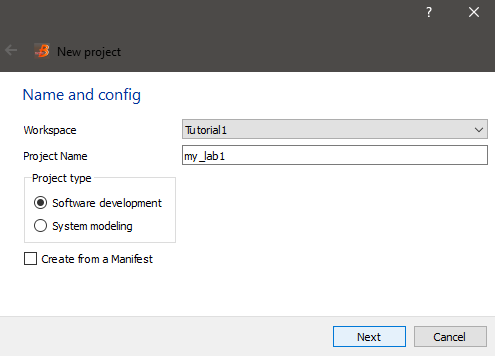 ?
New project
Name and config
Workspace
Tutorial1
Project Name
my_lab1
Project type
Software development
System modeling
Create from a Manifest
Next
Cancel